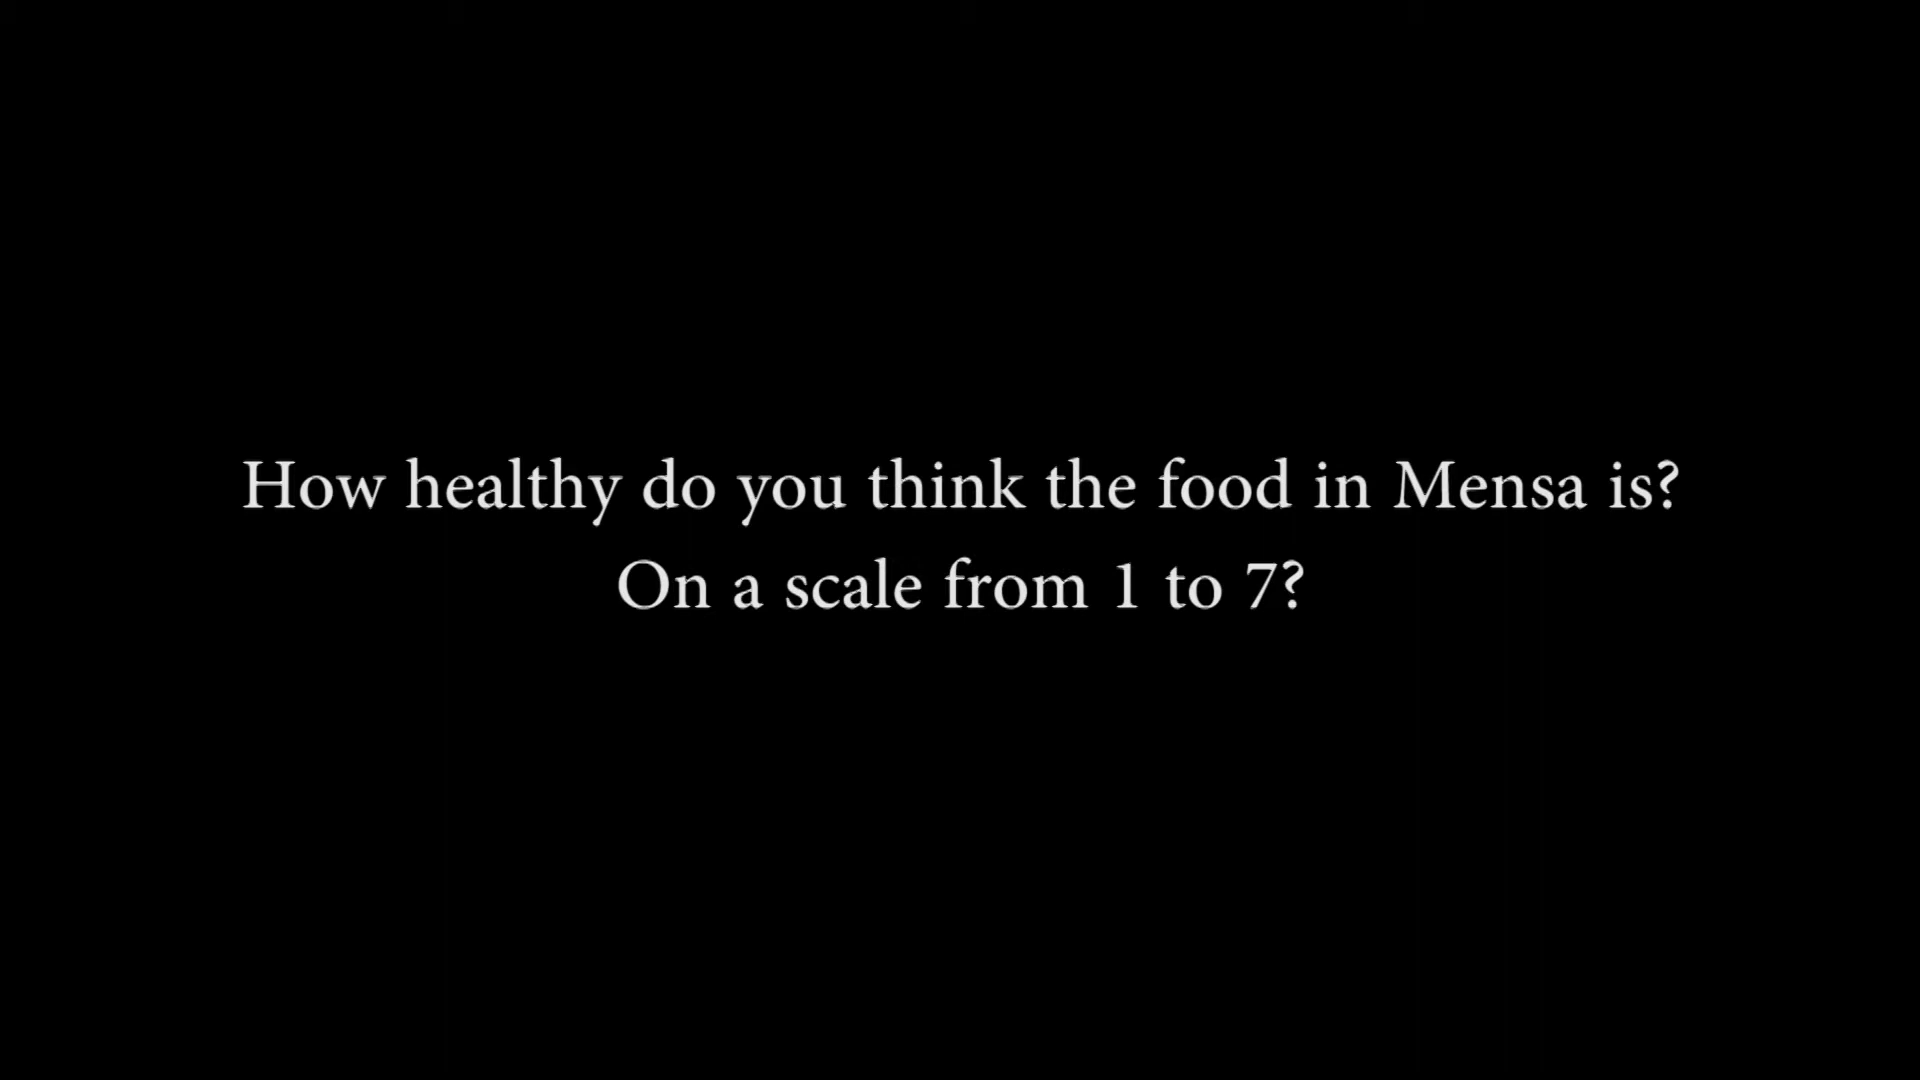 How healthy do you think the food in Mensa is?
On a scale from 1 to 7?